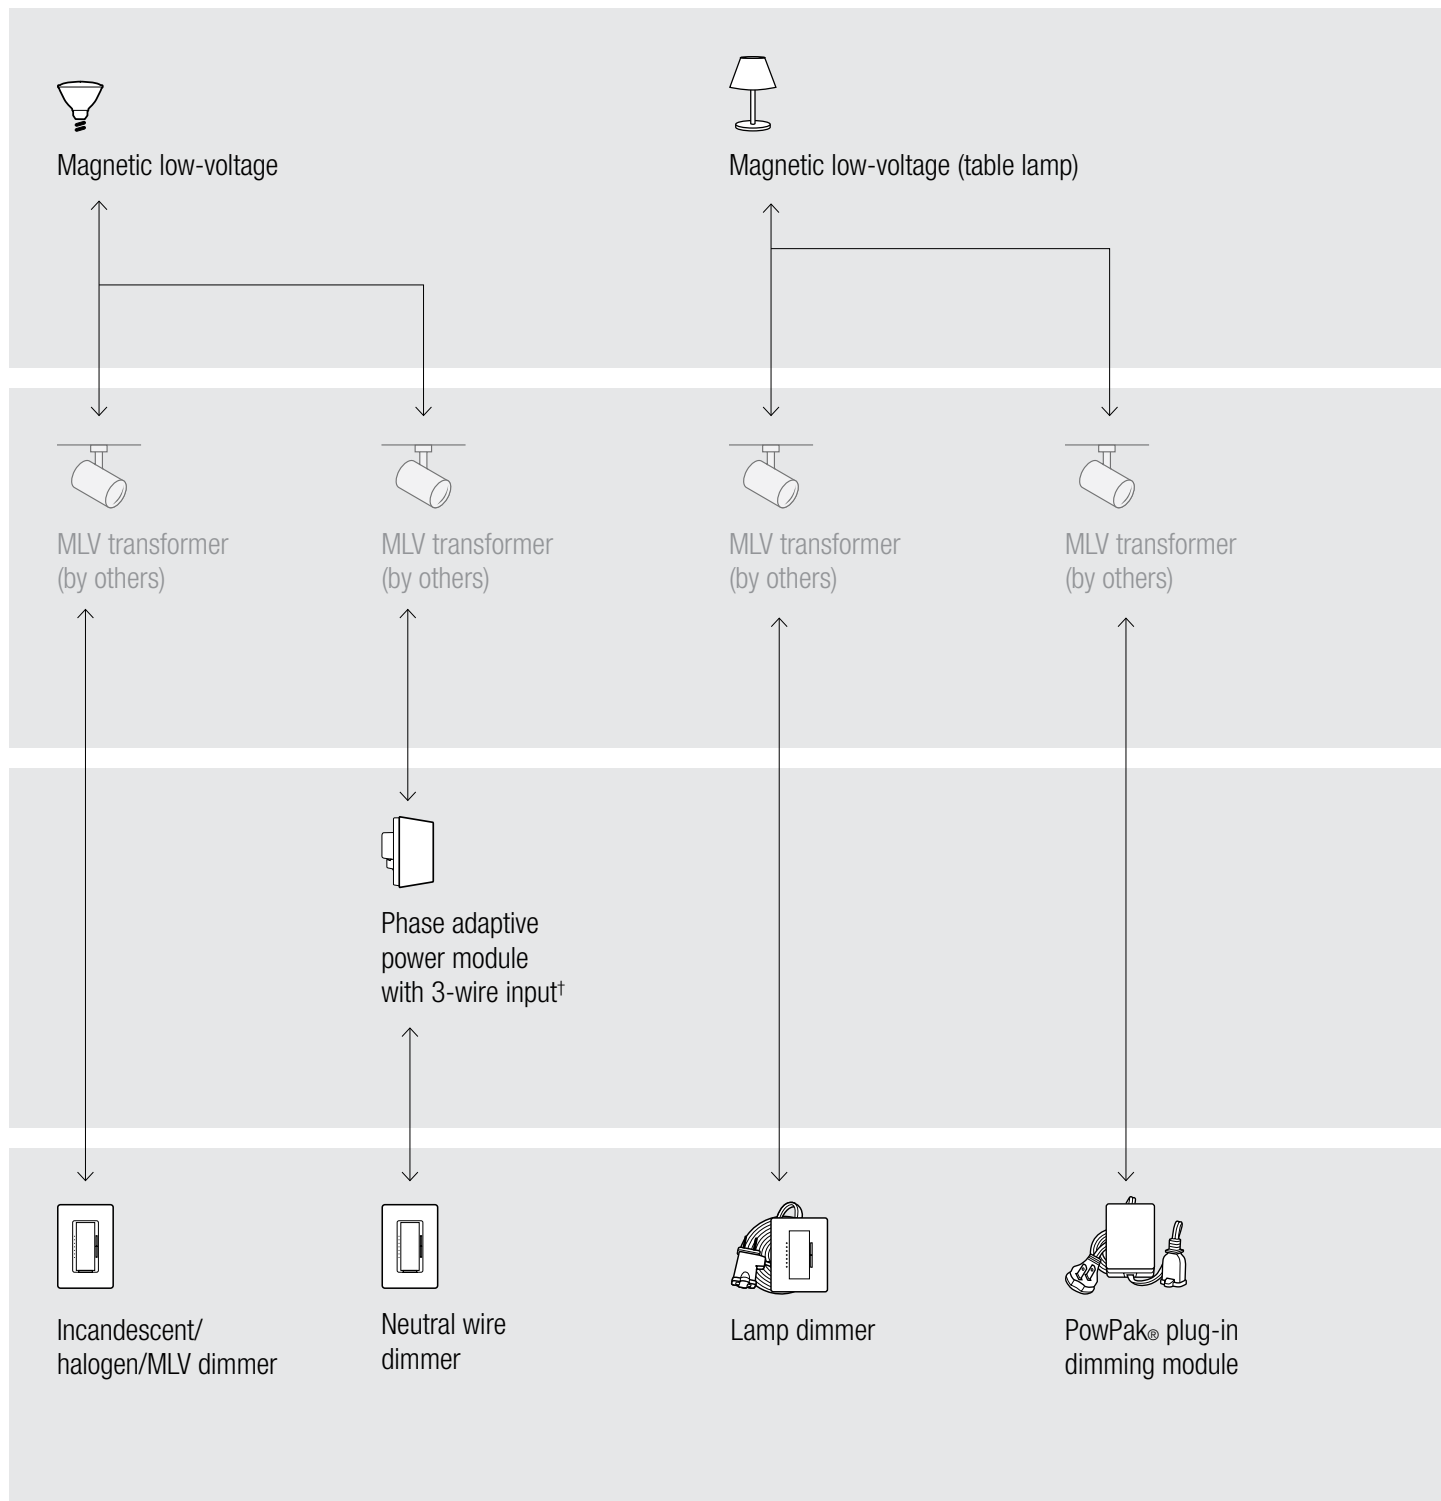 Magnetic low-voltage
Magnetic low-voltage (table lamp)
MLV transformer
(by others)
MLV transformer
(by others)
MLV transformer
(by others)
MLV transformer
(by others)
Phase adaptive
power module
with 3-wire input†
Incandescent/
halogen/MLV dimmer
Neutral wire
dimmer
Lamp dimmer
PowPak® plug-in
dimming module